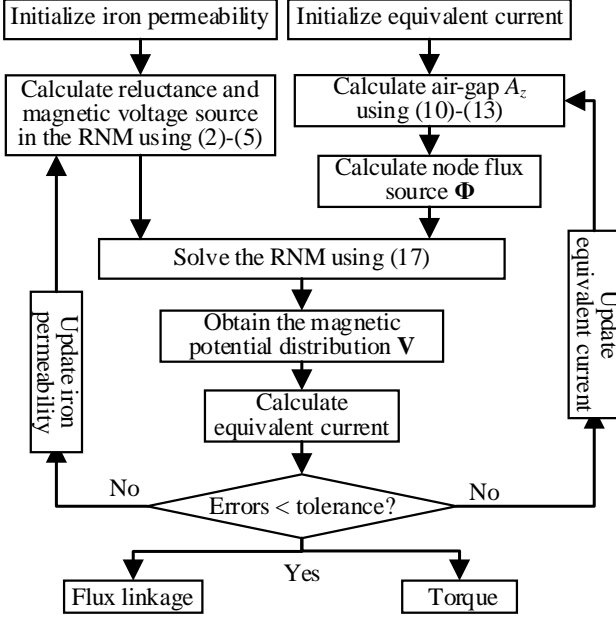 Initialize iron permeability
Initialize equivalent current
Calculate reluctance and
magnetic voltage source
in the RNM using (2)-(5)
Calculate air-gap A_z
using (10)-(13)
Calculate node flux
source Φ
Solve the RNM using (17)
Update iron
permeability
Obtain the magnetic
potential distribution V
Update
equivalent current
Calculate
equivalent current
No
Errors < tolerance?
No
Yes
Flux linkage
Torque